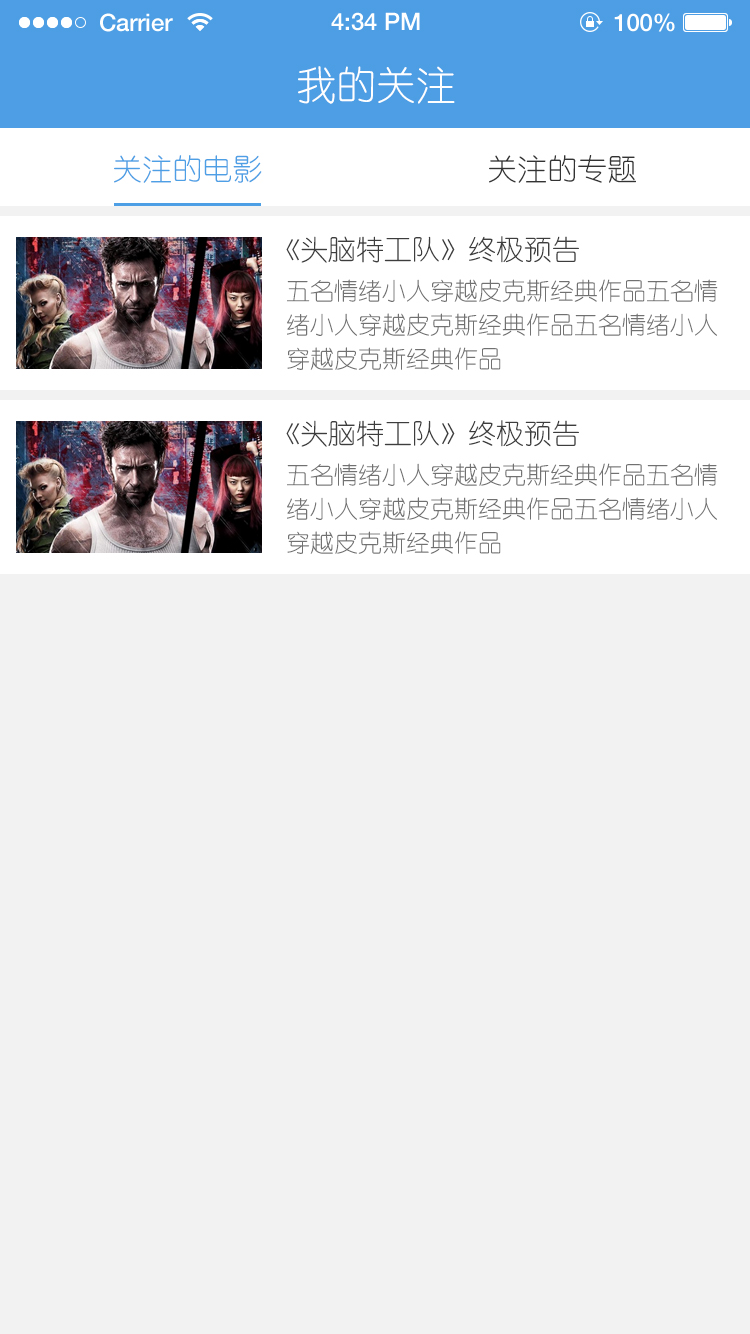 Carrier 4:34 PM 100%
我的关注
关注的电影 关注的专题
《头脑特工队》终极预告
五名情绪小人穿越皮克斯经典作品五名情
绪小人穿越皮克斯经典作品五名情绪小人
穿越皮克斯经典作品
《头脑特工队》终极预告
五名情绪小人穿越皮克斯经典作品五名情
绪小人穿越皮克斯经典作品五名情绪小人
穿越皮克斯经典作品